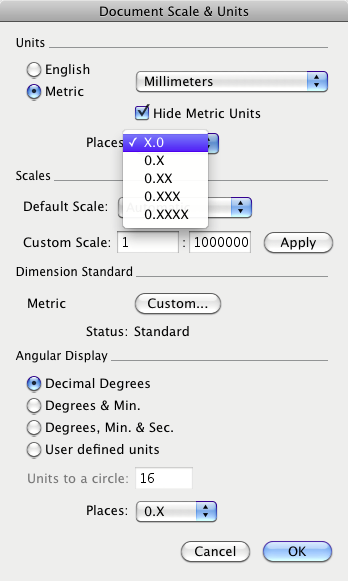 Document Scale & Units
Units
English
Metric
Millimeters
Hide Metric Units
Places
✓ X.0
0.X
0.XX
0.XXX
0.XXXX
Scales
Default Scale:
Custom Scale: 1 : 1000000 Apply
Dimension Standard
Metric Custom...
Status: Standard
Angular Display
Decimal Degrees
Degrees & Min.
Degrees, Min. & Sec.
User defined units
Units to a circle: 16
Places: 0.X
Cancel OK